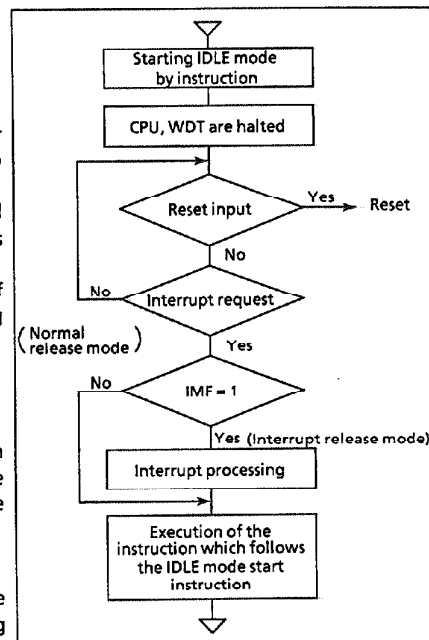 Starting IDLE mode
by instruction
CPU, WDT are halted
Reset input
Yes
Reset
No
No
Interrupt request
(Normal
release mode)
Yes
No
IMF = 1
Yes (Interrupt release mode)
Interrupt processing
Execution of the
instruction which follows
the IDLE mode start
instruction